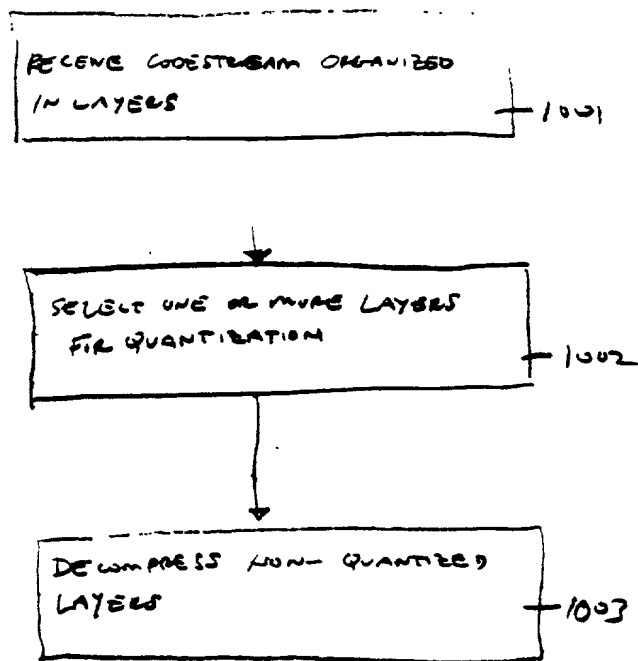 RECEIVE CODESTREAM ORGANIZED
IN LAYERS
1001
SELECT ONE OR MORE LAYERS
FOR QUANTIZATION
1002
DECOMPRESS NON-QUANTIZED
LAYERS
1003